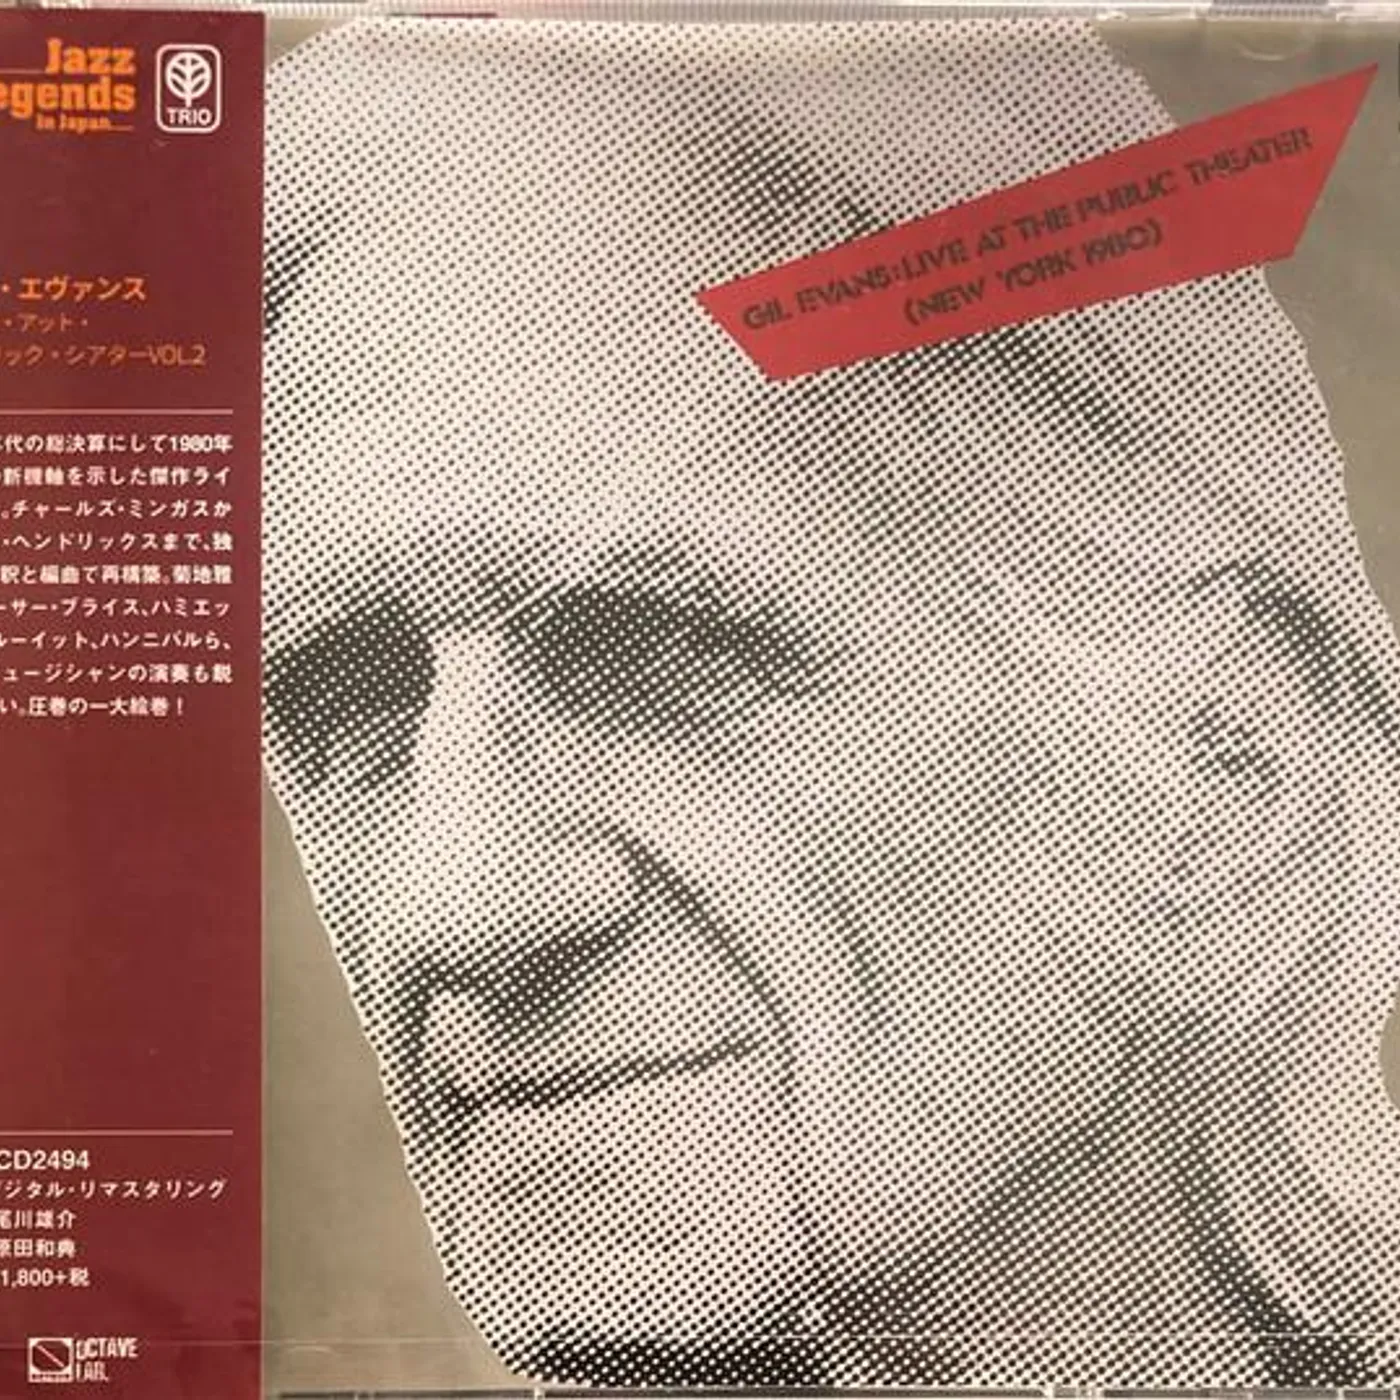 Jazz
egends
In Japan
TRIO
・エヴァンス
・アット・
ック・シアターVOL.2
代の総決算にして1980年
新機軸を示した傑作ライ
。チャールズ・ミンガスか
・ヘンドリックスまで、独
釈と編曲で再構築。菊地雅
ーサー・ブライス、ハミエッ
ルーイット、ハンニバルら、
ュージシャンの演奏も鋭
い。圧巻の一大絵巻！
CD2494
ジタル・リマスタリング
尾川雄介
原田和典
1,800+税
OCTAVE
LAB.
GIL EVANS: LIVE AT THE PUBLIC THEATER
(NEW YORK 1980)